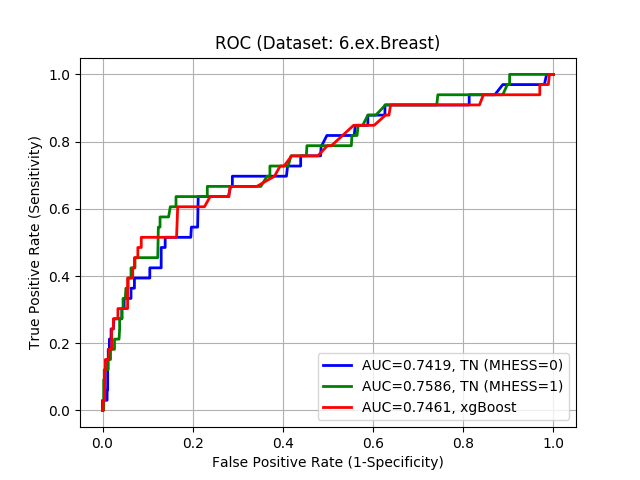 ROC (Dataset: 6.ex.Breast)
True Positive Rate (Sensitivity)
1.0
0.8
0.6
0.4
0.2
0.0
AUC=0.7419, TN (MHESS=0)
AUC=0.7586, TN (MHESS=1)
AUC=0.7461, xgBoost
0.0 0.2 0.4 0.6 0.8 1.0
False Positive Rate (1-Specificity)